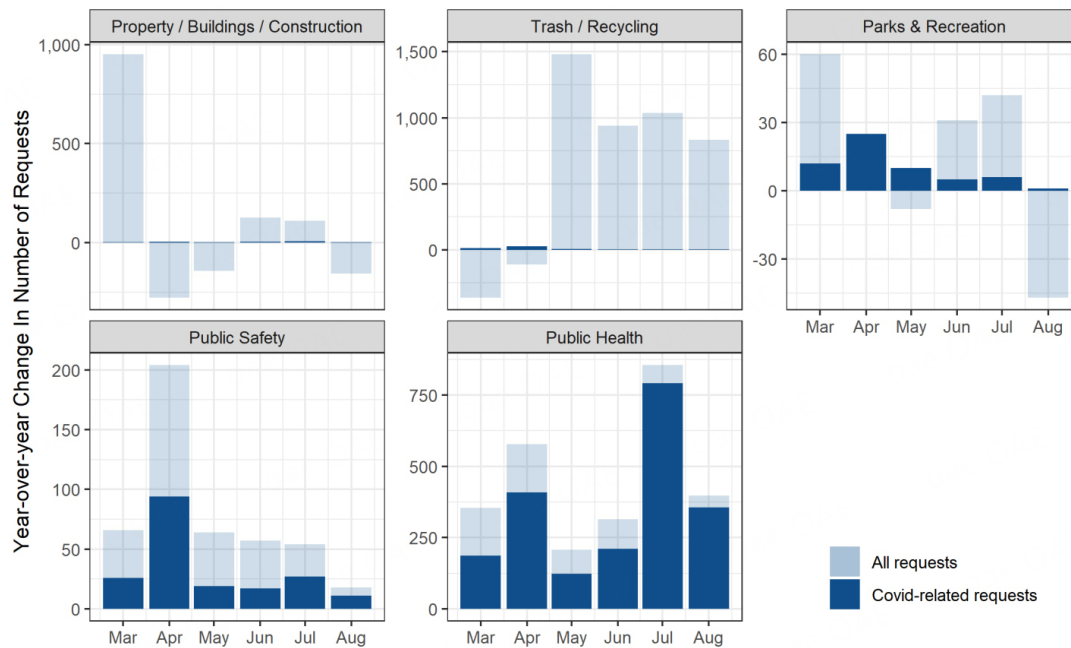 Property / Buildings / Construction
Trash / Recycling
Parks & Recreation
1,000
500
0
1,500
1,000
500
0
60
30
0
-30
Mar Apr May Jun Jul Aug
Year-over-year Change In Number of Requests
Public Safety
Public Health
200
150
100
50
0
750
500
250
0
Mar Apr May Jun Jul Aug
Mar Apr May Jun Jul Aug
All requests
Covid-related requests